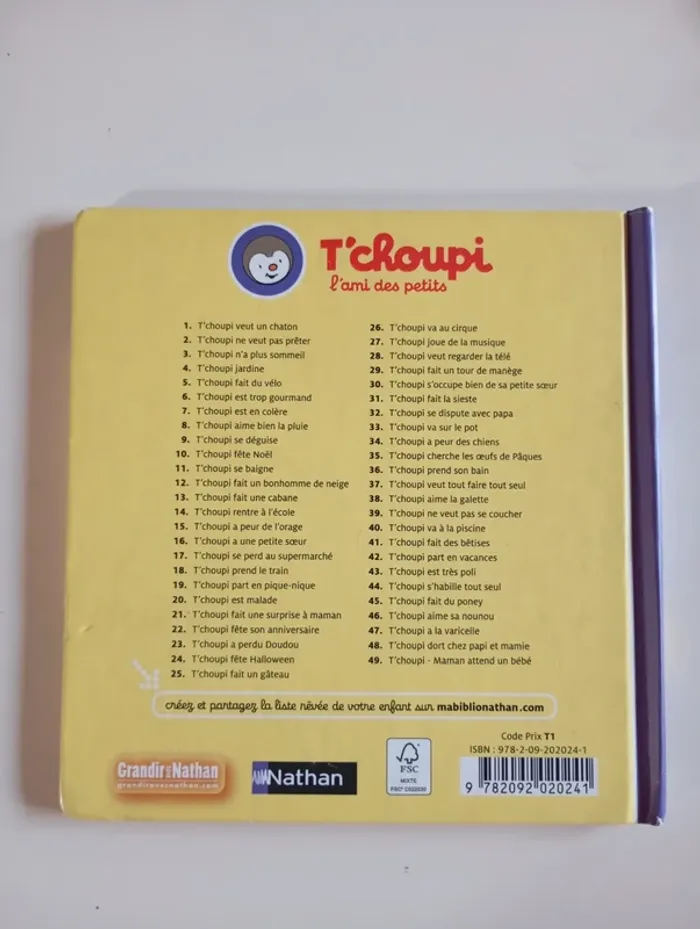 T'choupi
l'ami des petits
1. T'choupi veut un chaton
2. T'choupi ne veut pas prêter
3. T'choupi n'a plus sommeil
4. T'choupi jardine
5. T'choupi fait du vélo
6. T'choupi est trop gourmand
7. T'choupi est en colère
8. T'choupi aime bien la pluie
9. T'choupi se déguise
10. T'choupi fête Noël
11. T'choupi se baigne
12. T'choupi fait un bonhomme de neige
13. T'choupi fait une cabane
14. T'choupi rentre à l'école
15. T'choupi a peur de l'orage
16. T'choupi a une petite sœur
17. T'choupi se perd au supermarché
18. T'choupi prend le train
19. T'choupi part en pique-nique
20. T'choupi est malade
21. T'choupi fait une surprise à maman
22. T'choupi fête son anniversaire
23. T'choupi a perdu Doudou
24. T'choupi fête Halloween
25. T'choupi fait un gâteau
26. T'choupi va au cirque
27. T'choupi joue de la musique
28. T'choupi veut regarder la télé
29. T'choupi fait un tour de manège
30. T'choupi s'occupe bien de sa petite sœur
31. T'choupi fait la sieste
32. T'choupi se dispute avec papa
33. T'choupi va sur le pot
34. T'choupi a peur des chiens
35. T'choupi cherche les œufs de Pâques
36. T'choupi prend son bain
37. T'choupi veut tout faire tout seul
38. T'choupi aime la galette
39. T'choupi ne veut pas se coucher
40. T'choupi va à la piscine
41. T'choupi fait des bêtises
42. T'choupi part en vacances
43. T'choupi est très poli
44. T'choupi s'habille tout seul
45. T'choupi fait du poney
46. T'choupi aime sa nounou
47. T'choupi a la varicelle
48. T'choupi dort chez papi et mamie
49. T'choupi - Maman attend un bébé
créez et partagez la liste rêvée de votre enfant sur mabiblionathan.com
Code Prix T1
ISBN : 978-2-09-202024-1
9 782092 020241
Grandir avec Nathan
grandiravecnathan.com
Nathan
FSC
MIXTE